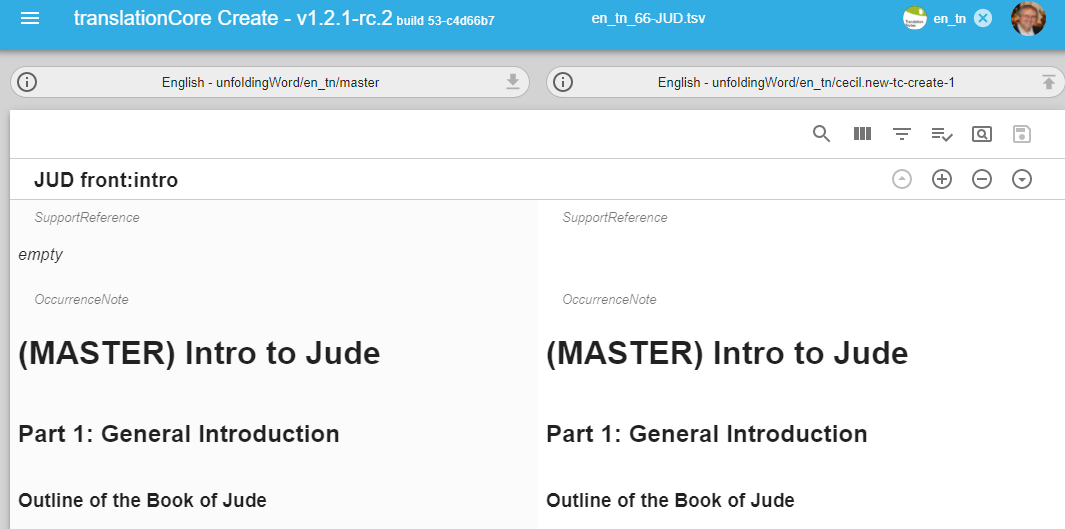 translationCore Create - v1.2.1-rc.2 build 53-c4d66b7 en_tn_66-JUD.tsv en_tn
English - unfoldingWord/en_tn/master English - unfoldingWord/en_tn/cecil.new-tc-create-1
JUD front:intro
SupportReference SupportReference
empty
OccurrenceNote OccurrenceNote
(MASTER) Intro to Jude (MASTER) Intro to Jude
Part 1: General Introduction Part 1: General Introduction
Outline of the Book of Jude Outline of the Book of Jude